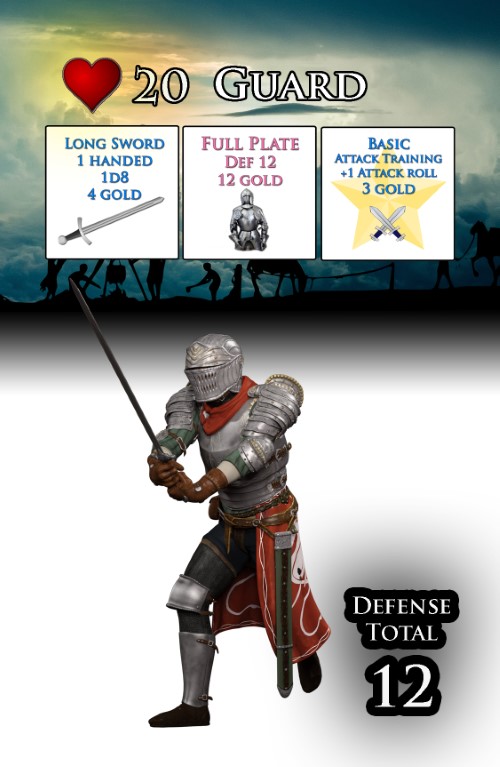 20 Guard
Long Sword
1 handed
1d8
4 gold
Full Plate
Def 12
12 gold
Basic
Attack Training
+1 Attack roll
3 gold
Defense
Total
12